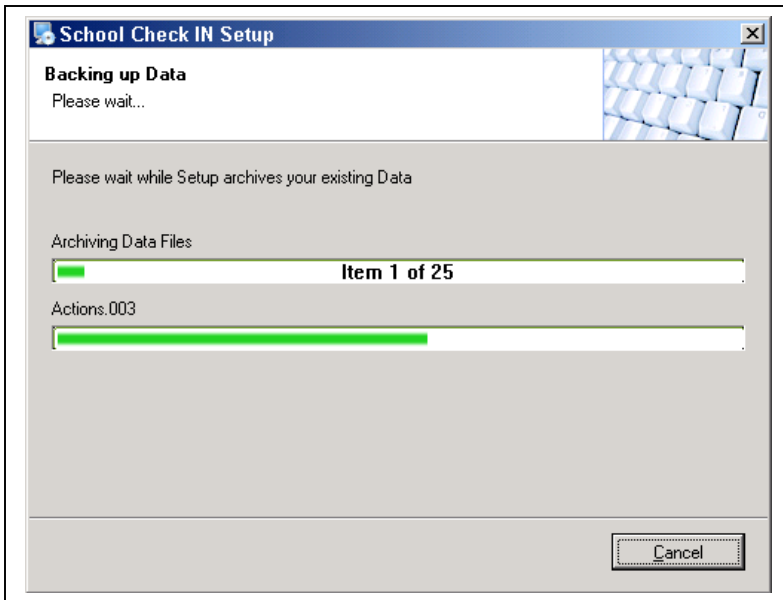 School Check IN Setup
Backing up Data
Please wait...
Please wait while Setup archives your existing Data
Archiving Data Files
Item 1 of 25
Actions.003
Cancel